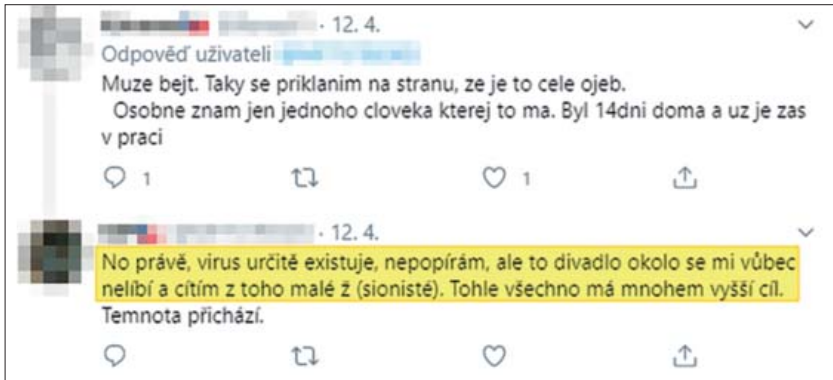 · 12. 4.
Odpověď uživateli
Muze bejt. Taky se priklanim na stranu, ze je to cele ojeb.
Osobne znam jen jednoho cloveka kterej to ma. Byl 14dni doma a uz je zas
v praci
1 1
· 12. 4.
No právě, virus určitě existuje, nepopírám, ale to divadlo okolo se mi vůbec
nelíbí a cítím z toho malé ž (sionisté). Tohle všechno má mnohem vyšší cíl.
Temnota přichází.